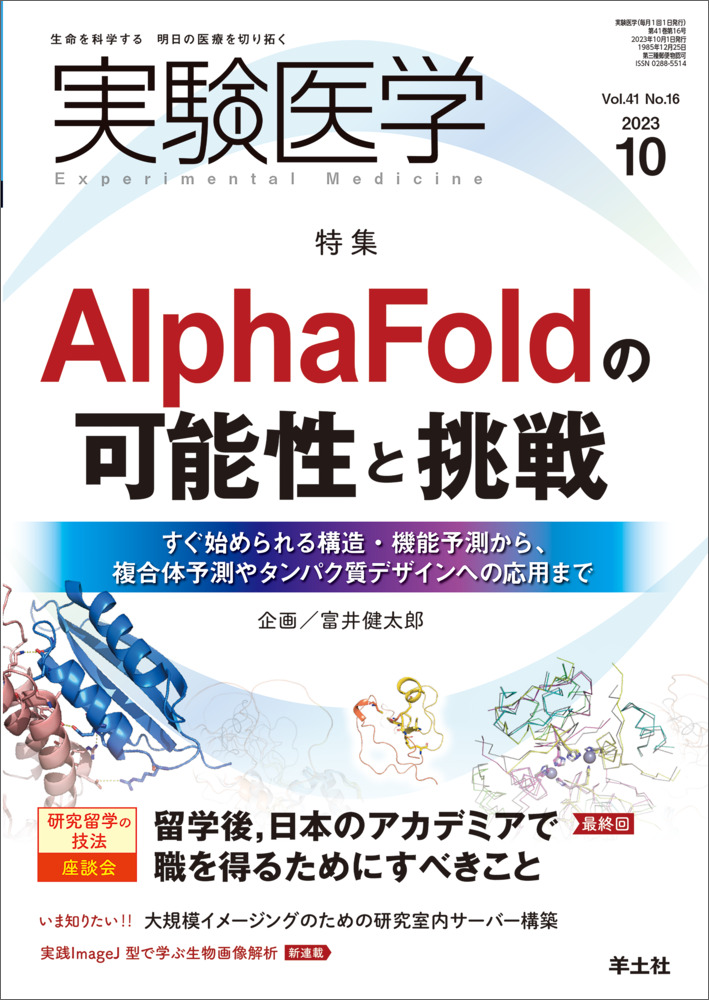 生命を科学する 明日の医療を切り拓く
実験医学
Experimental Medicine
実験医学(毎月1回1日発行)
第41巻第16号
2023年10月1日発行
1985年12月25日
第三種郵便物認可
ISSN 0288-5514
Vol.41 No.16
2023
10
特集
AlphaFoldの
可能性と挑戦
すぐ始められる構造・機能予測から、
複合体予測やタンパク質デザインへの応用まで
企画/富井健太郎
研究留学の
技法
座談会
留学後,日本のアカデミアで
職を得るためにすべきこと
最終回
いま知りたい!! 大規模イメージングのための研究室内サーバー構築
実践ImageJ 型で学ぶ生物画像解析 新連載
羊土社